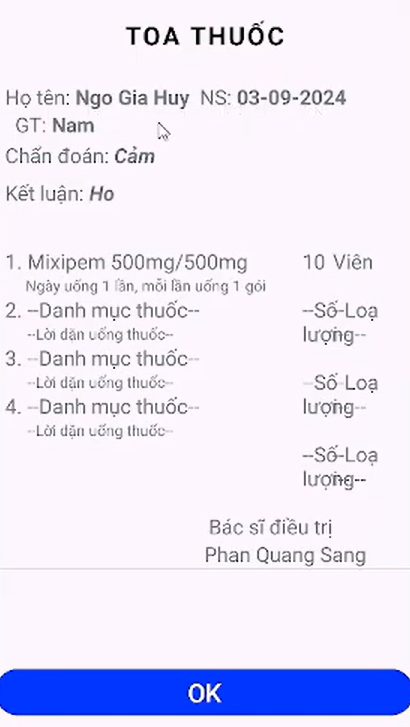 TOA THUỐC
Họ tên: Ngo Gia Huy NS: 03-09-2024
GT: Nam
Chẩn đoán: Cảm
Kết luận: Ho
1. Mixipem 500mg/500mg 10 Viên
Ngày uống 1 lần, mỗi lần uống 1 gói
2. --Danh mục thuốc-- --Số-Loạ
--Lời dặn uống thuốc-- lượng--
3. --Danh mục thuốc--
--Lời dặn uống thuốc-- --Số-Loạ
4. --Danh mục thuốc-- lượng--
--Lời dặn uống thuốc--
--Số-Loạ
lượng--
Bác sĩ điều trị
Phan Quang Sang
OK